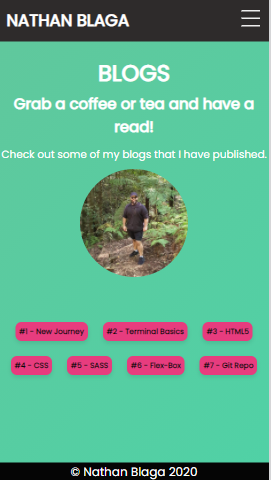 NATHAN BLAGA
BLOGS
Grab a coffee or tea and have a
read!
Check out some of my blogs that I have published.
#1 - New Journey #2 - Terminal Basics #3 - HTML5
#4 - CSS #5 - SASS #6 - Flex-Box #7 - Git Repo
© Nathan Blaga 2020